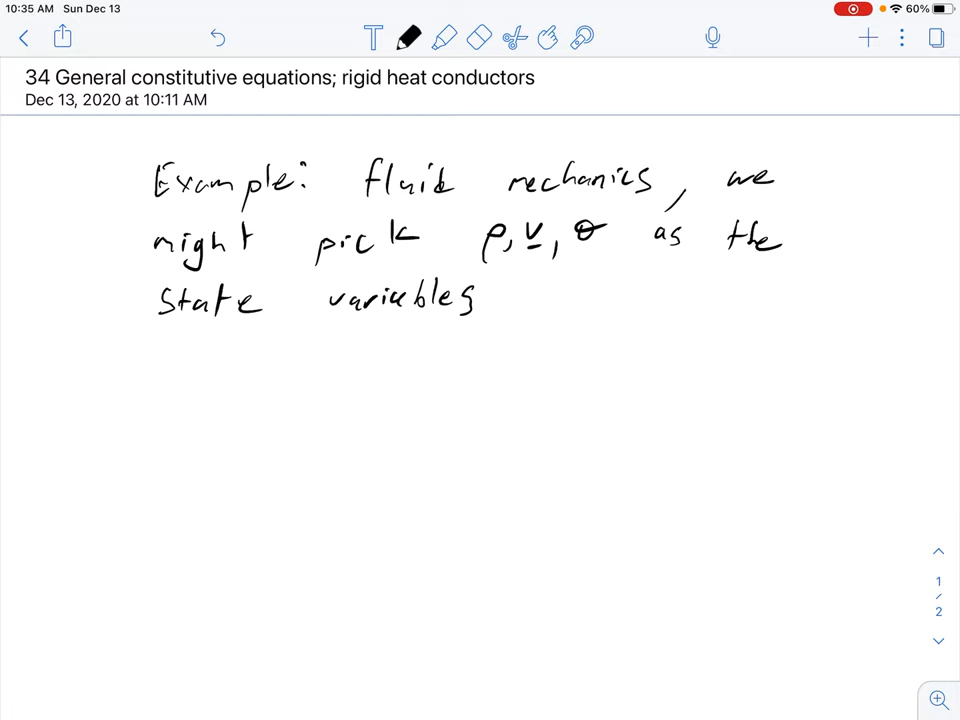 10:35 AM Sun Dec 13
60%
34 General constitutive equations; rigid heat conductors
Dec 13, 2020 at 10:11 AM
Example: fluid mechanics, we
might pick ρ, v, θ as the
state variables
1
/
2